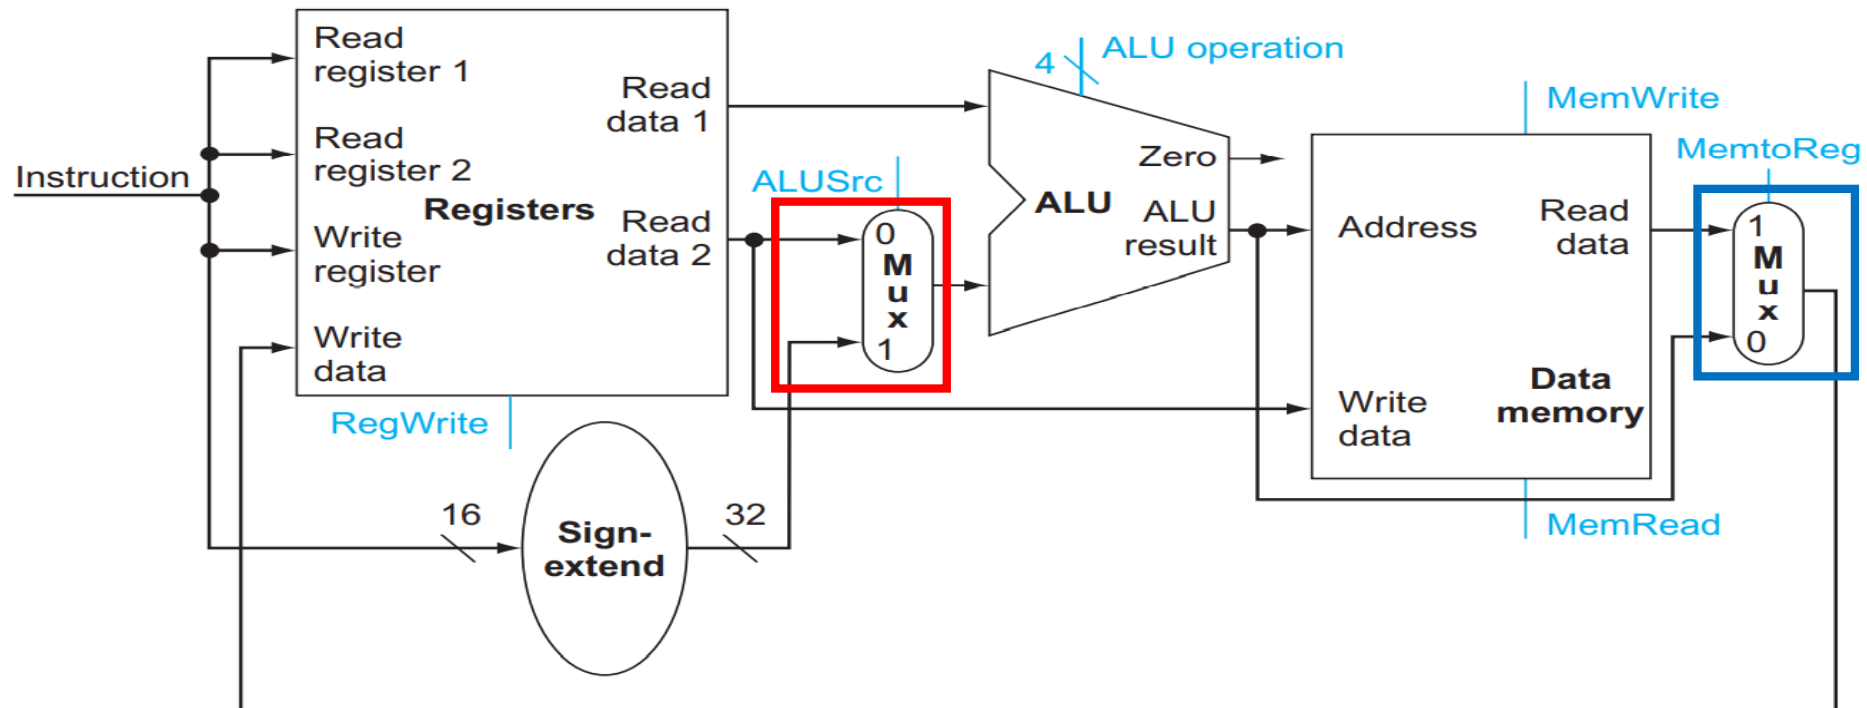 Instruction
Read
register 1
Read
register 2
Write
register
Write
data
Registers
Read
data 1
Read
data 2
RegWrite
16
Sign-
extend
32
ALUSrc
0
M
u
x
1
4
ALU operation
ALU
Zero
ALU
result
MemWrite
Address
Read
data
Write
data
Data
memory
MemRead
MemtoReg
1
M
u
x
0